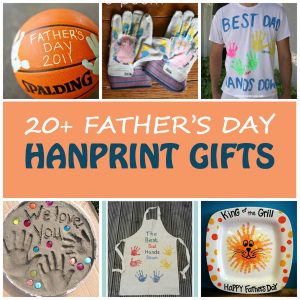 FATHER'S
DAY
2011
SPALDING
BEST DAD
HANDS DOWN
20+ FATHER'S DAY
HANPRINT GIFTS
We love
You
The
Best
Dad
Hands
Down
King of the Grill
HAPPY Father's DAY